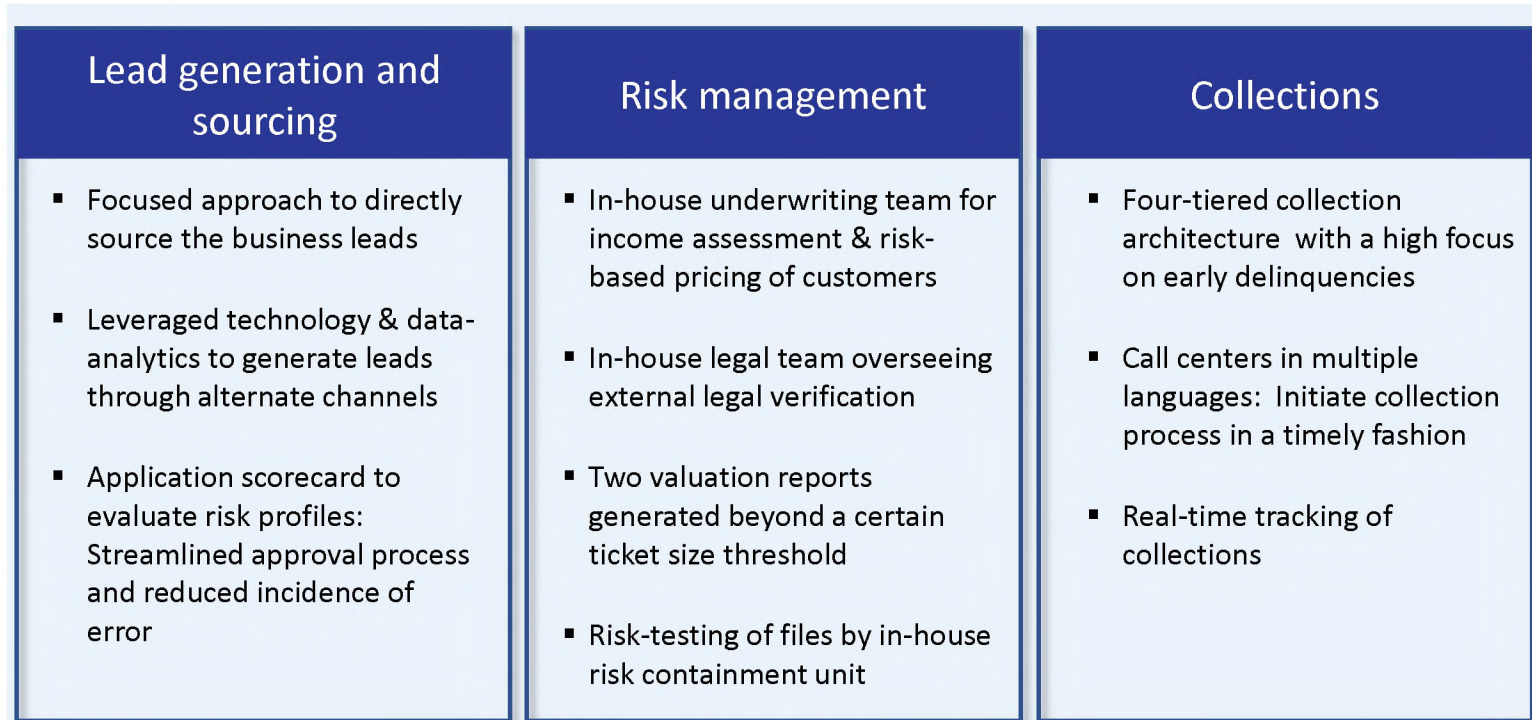 Lead generation and
sourcing
▪ Focused approach to directly
source the business leads
▪ Leveraged technology & data-
analytics to generate leads
through alternate channels
▪ Application scorecard to
evaluate risk profiles:
Streamlined approval process
and reduced incidence of
error
Risk management
▪ In-house underwriting team for
income assessment & risk-
based pricing of customers
▪ In-house legal team overseeing
external legal verification
▪ Two valuation reports
generated beyond a certain
ticket size threshold
▪ Risk-testing of files by in-house
risk containment unit
Collections
▪ Four-tiered collection
architecture  with a high focus
on early delinquencies
▪ Call centers in multiple
languages:  Initiate collection
process in a timely fashion
▪ Real-time tracking of
collections